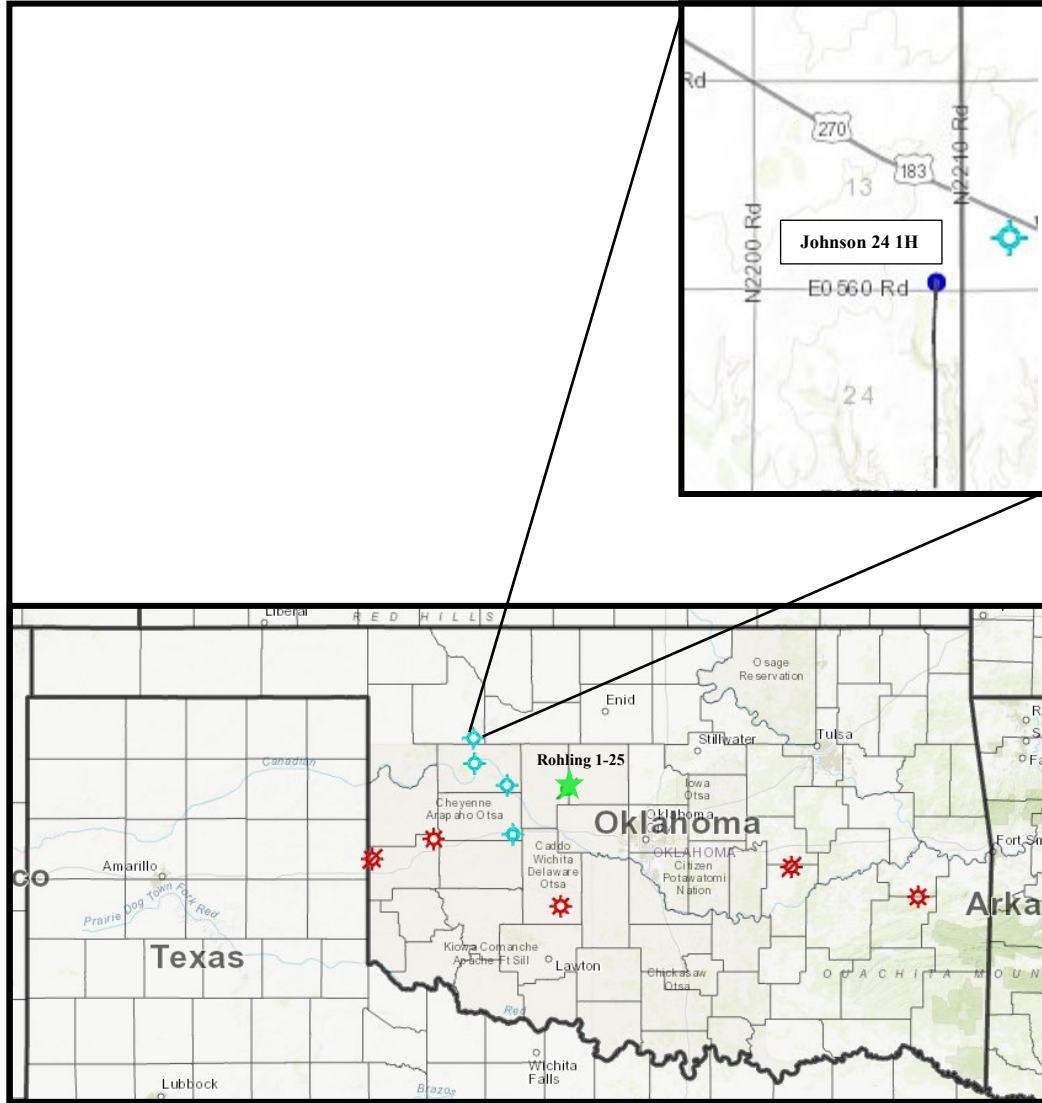 Rd
270
183
13
N2210 Rd
N2200 Rd
Johnson 24 1H
E0560 Rd
24
Liberal
RED HILLS
Osage
Reservation
Enid
Stillwater
Tulsa
Canadian
Rohling 1-25
Cheyenne
Arapaho Otsa
Iowa
Otsa
Oklahoma
Oklahoma
OKLAHOMA
Citizen
Potawatomi
Nation
Caddo
Wichita
Delaware
Otsa
Fort Sm
Amarillo
CO
Prairie Dog Town Fork Red
Arka
Texas
Kiowa Comanche
Apache Ft Sill
Lawton
Chickasaw
Otsa
OUACHITA MOUN
Red
Wichita
Falls
Lubbock
Brazos
R
S
Fa